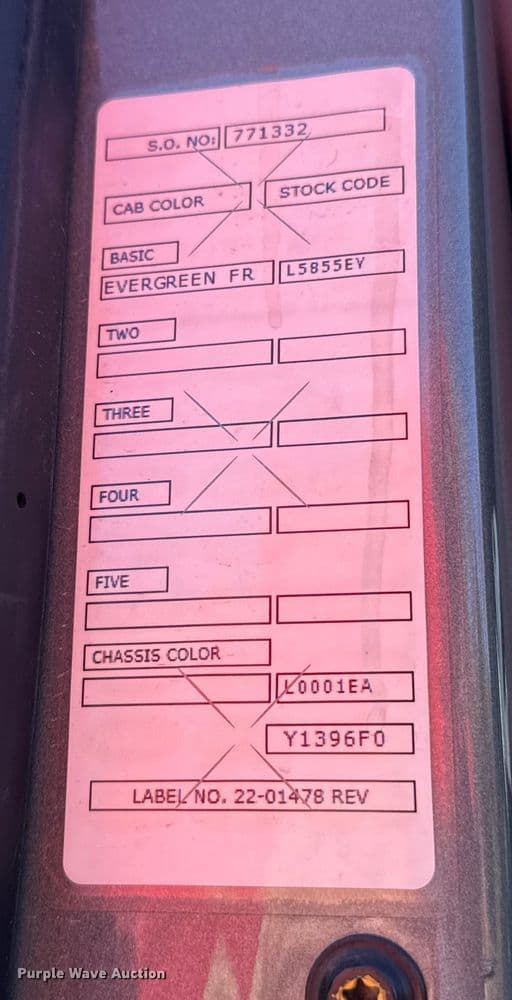 S.O. NO: 771332
CAB COLOR STOCK CODE
BASIC
EVERGREEN FR L5855EY
TWO
THREE
FOUR
FIVE
CHASSIS COLOR
L0001EA
Y1396F0
LABEL NO. 22-01478 REV
Purple Wave Auction